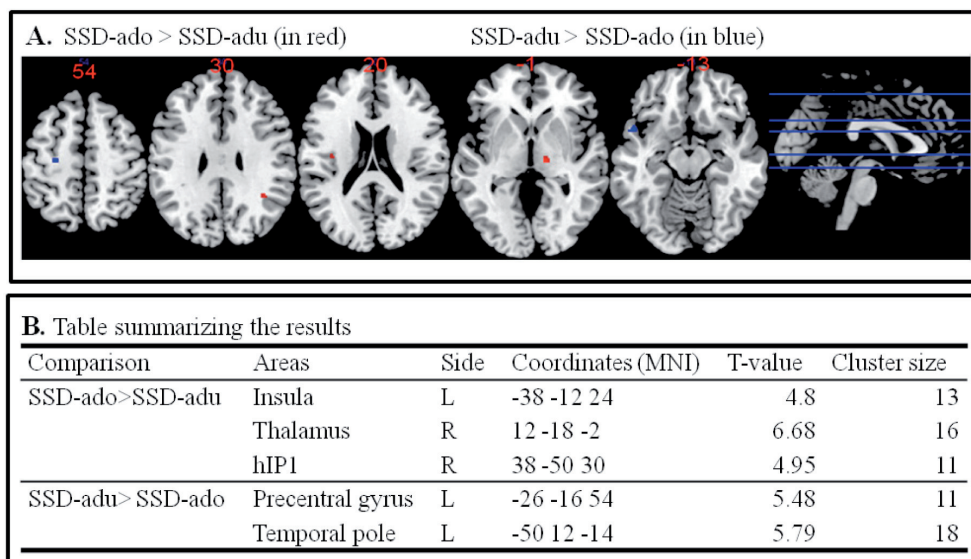 A. SSD-ado > SSD-adu (in red) SSD-adu > SSD-ado (in blue)
54 54 30 20 -1 -13
B. Table summarizing the results
Comparison Areas Side Coordinates (MNI) T-value Cluster size
SSD-ado>SSD-adu Insula L -38 -12 24 4.8 13
Thalamus R 12 -18 -2 6.68 16
hIP1 R 38 -50 30 4.95 11
SSD-adu> SSD-ado Precentral gyrus L -26 -16 54 5.48 11
Temporal pole L -50 12 -14 5.79 18